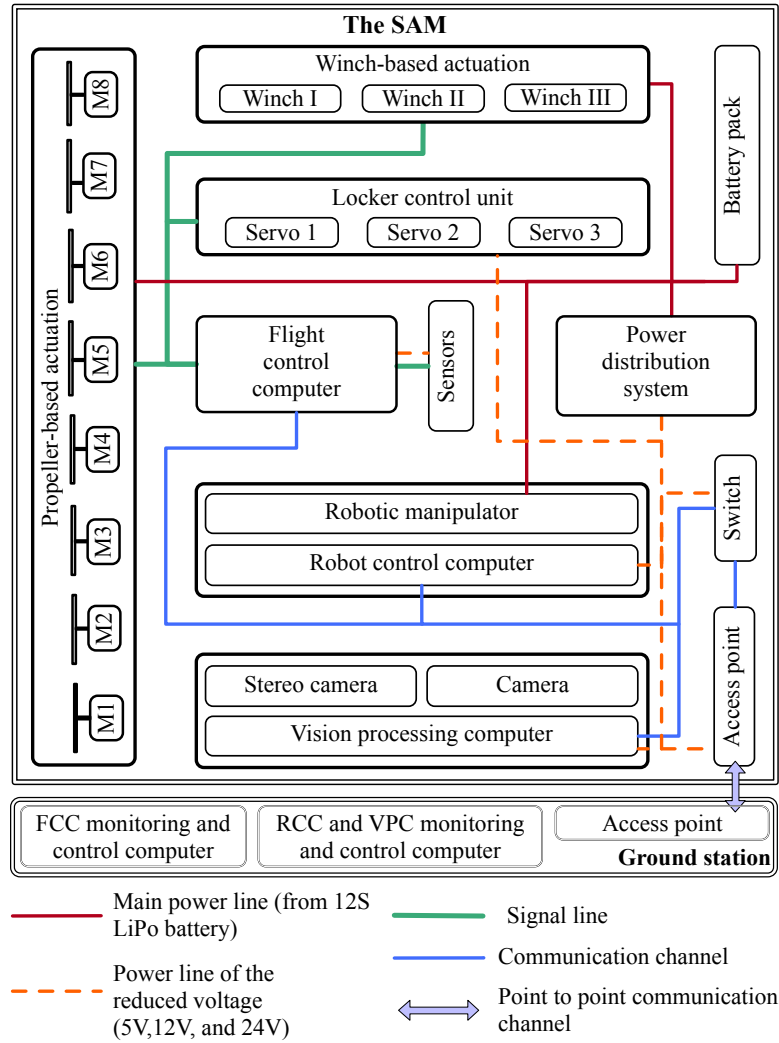 The SAM
Propeller-based actuation
M8
M7
M6
M5
M4
M3
M2
M1
Winch-based actuation
Winch I
Winch II
Winch III
Battery pack
Locker control unit
Servo 1
Servo 2
Servo 3
Flight
control
computer
Sensors
Power
distribution
system
Robotic manipulator
Robot control computer
Switch
Stereo camera
Camera
Vision processing computer
Access point
FCC monitoring and
control computer
RCC and VPC monitoring
and control computer
Access point
Ground station
Main power line (from 12S
LiPo battery)
Power line of the
reduced voltage
(5V,12V, and 24V)
Signal line
Communication channel
Point to point communication
channel